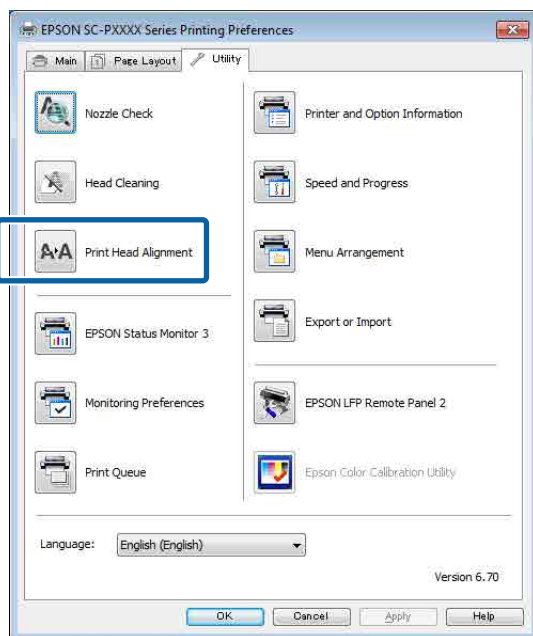 EPSON SC-PXXXX Series Printing Preferences
Main
Page Layout
Utility
Nozzle Check
Printer and Option Information
Head Cleaning
Speed and Progress
A A Print Head Alignment
Menu Arrangement
EPSON Status Monitor 3
Export or Import
Monitoring Preferences
EPSON LFP Remote Panel 2
Print Queue
Epson Color Calibration Utility
Language: English (English)
Version 6.70
OK
Cancel
Apply
Help